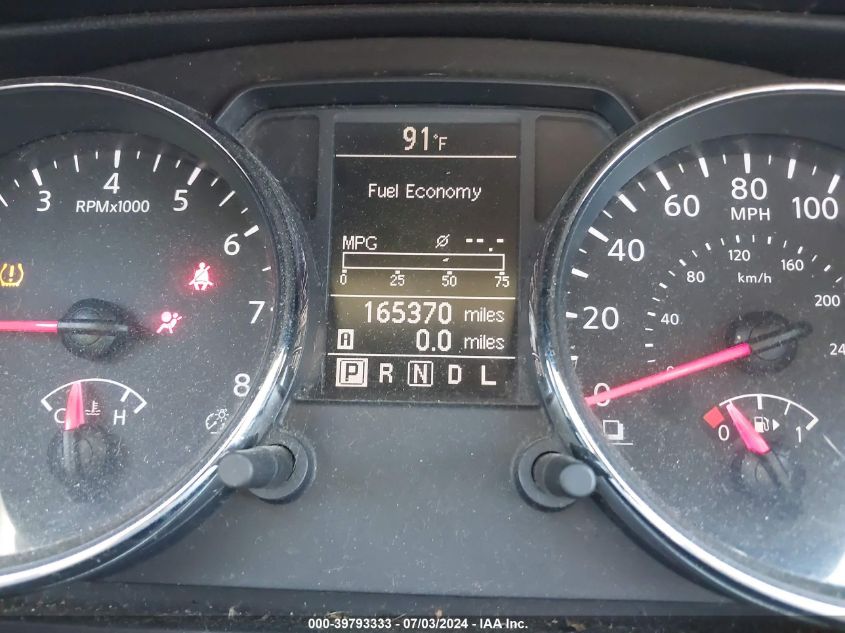 91°F
Fuel Economy
MPG ∅ --.-
0 25 50 75
165370 miles
A 0.0 miles
P R N D L
3 4 5 6 7 8
RPMx1000
C H
0 20 40 60 80 100
MPH
0 40 80 120 160 200 24
km/h
0 1
000-39793333 - 07/03/2024 - IAA Inc.